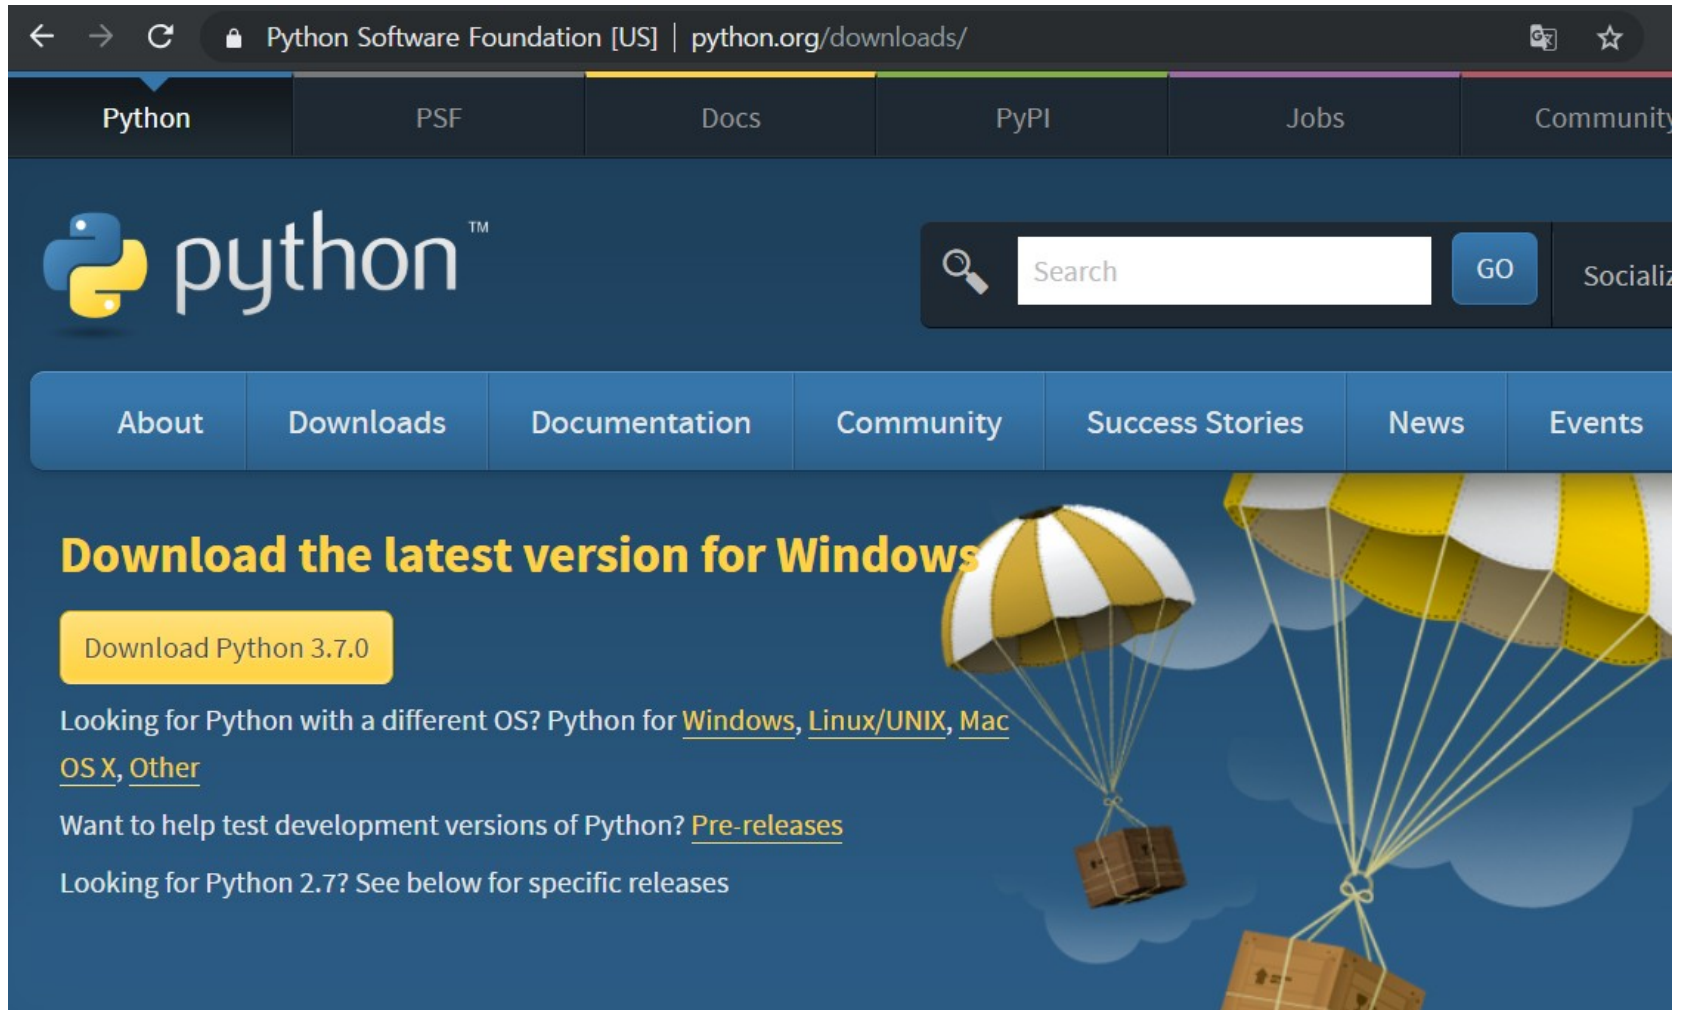 Python Software Foundation [US] | python.org/downloads/
Python PSF Docs PyPI Jobs Community
python™
Search GO Socializ
About Downloads Documentation Community Success Stories News Events
Download the latest version for Windows
Download Python 3.7.0
Looking for Python with a different OS? Python for Windows, Linux/UNIX, Mac
OS X, Other
Want to help test development versions of Python? Pre-releases
Looking for Python 2.7? See below for specific releases